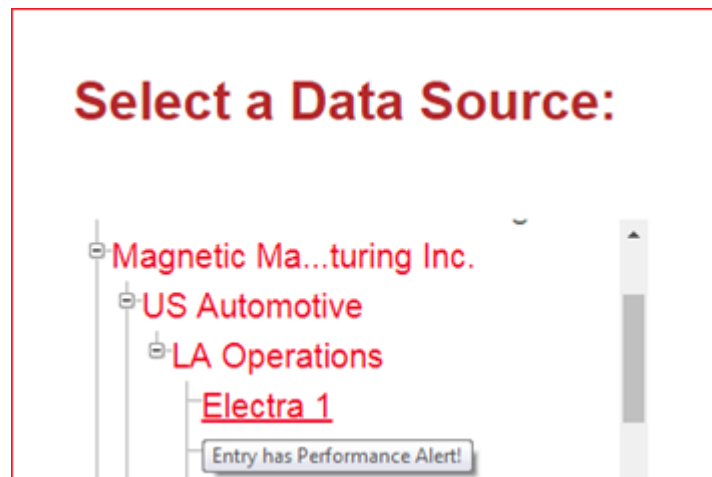 Select a Data Source:
Magnetic Ma...turing Inc.
US Automotive
LA Operations
Electra 1
Entry has Performance Alert!